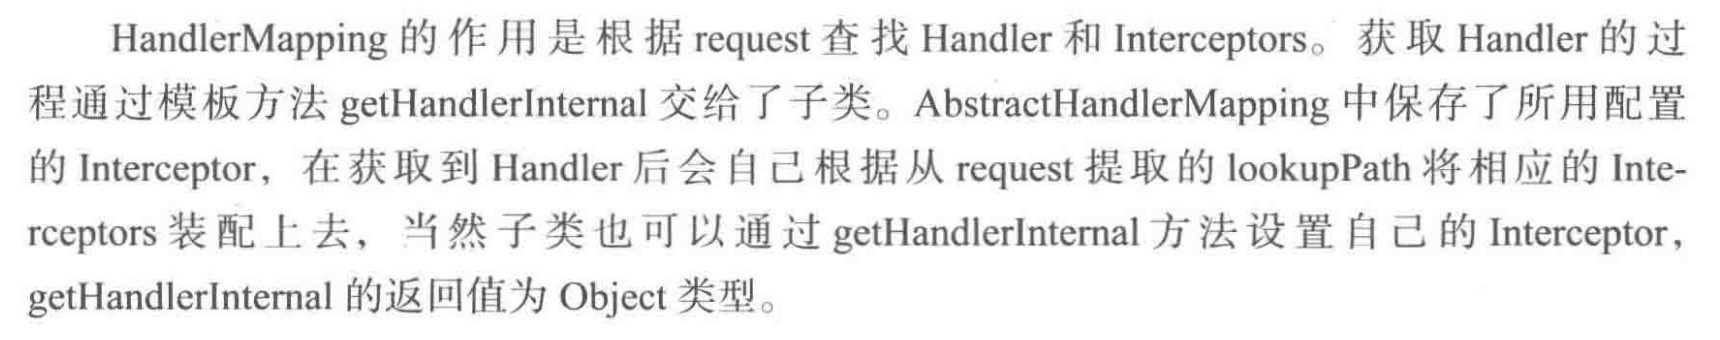 HandlerMapping 的作用是根据 request 查找 Handler 和 Interceptors。获取 Handler 的过
程通过模板方法 getHandlerInternal 交给了子类。AbstractHandlerMapping 中保存了所用配置
的 Interceptor，在获取到 Handler 后会自己根据从 request 提取的 lookupPath 将相应的 Inte-
rceptors 装配上去，当然子类也可以通过 getHandlerInternal 方法设置自己的 Interceptor，
getHandlerInternal 的返回值为 Object 类型。